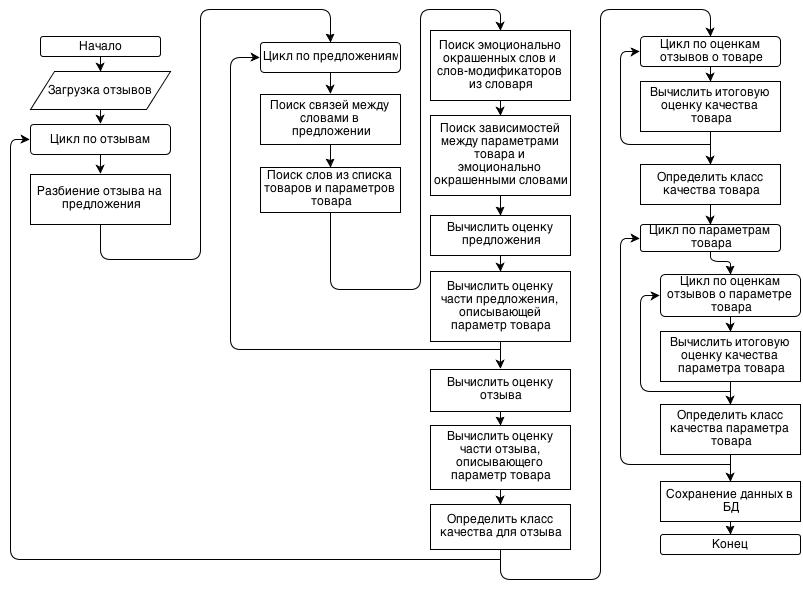 Начало
Загрузка отзывов
Цикл по отзывам
Разбиение отзыва на
предложения
Цикл по предложениям
Поиск связей между
словами в
предложении
Поиск слов из списка
товаров и параметров
товара
Поиск эмоционально
окрашенных слов и
слов-модификаторов
из словаря
Поиск зависимостей
между параметрами
товара и
эмоционально
окрашенными словами
Вычислить оценку
предложения
Вычислить оценку
части предложения,
описывающей
параметр товара
Вычислить оценку
отзыва
Вычислить оценку
части отзыва,
описывающего
параметр товара
Определить класс
качества для отзыва
Цикл по оценкам
отзывов о товаре
Вычислить итоговую
оценку качества
товара
Определить класс
качества товара
Цикл по параметрам
товара
Цикл по оценкам
отзывов о параметре
товара
Вычислить итоговую
оценку качества
параметра товара
Определить класс
качества параметра
товара
Сохранение данных в
БД
Конец